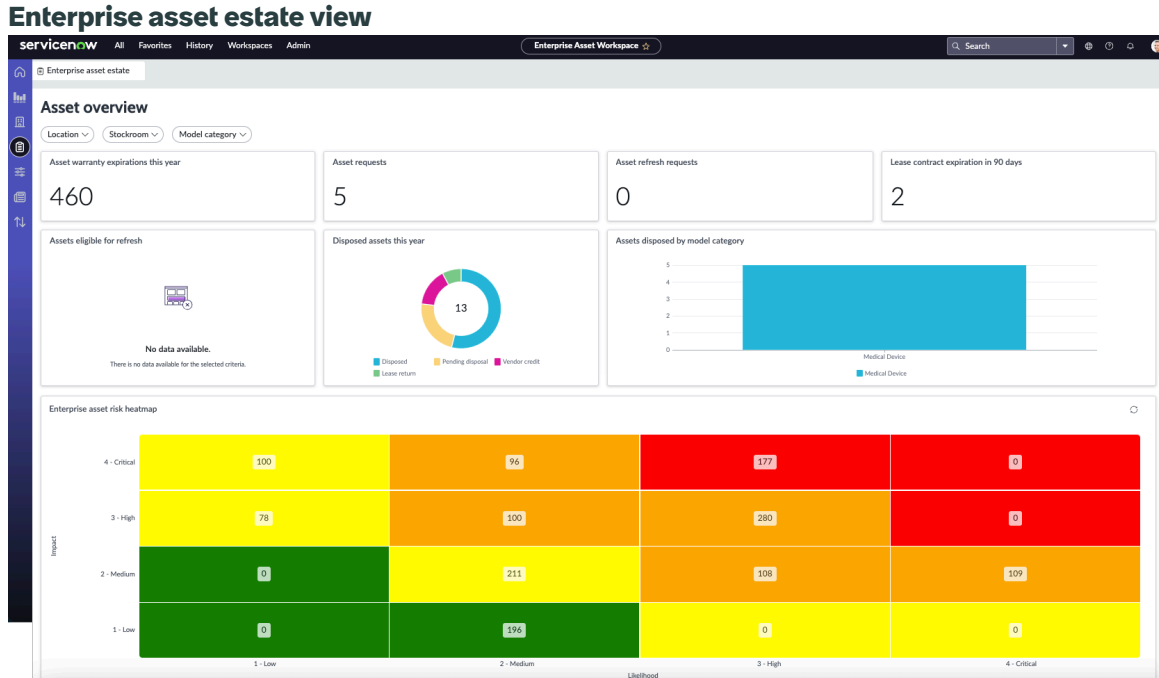 Enterprise asset estate view
servicenow All Favorites History Workspaces Admin Enterprise Asset Workspace Search
Enterprise asset estate
Asset overview
Location Stockroom Model category
Asset warranty expirations this year
460
Asset requests
5
Asset refresh requests
0
Lease contract expiration in 90 days
2
Assets eligible for refresh
No data available.
There is no data available for the selected criteria.
Disposed assets this year
13
Disposed Pending disposal Vendor credit
Lease return
Assets disposed by model category
5
4
3
2
1
0
Medical Device
Medical Device
Enterprise asset risk heatmap
Impact
4 - Critical 100 96 177 0
3 - High 78 100 280 0
2 - Medium 0 211 108 109
1 - Low 0 196 0 0
1 - Low 2 - Medium 3 - High 4 - Critical
Likelihood